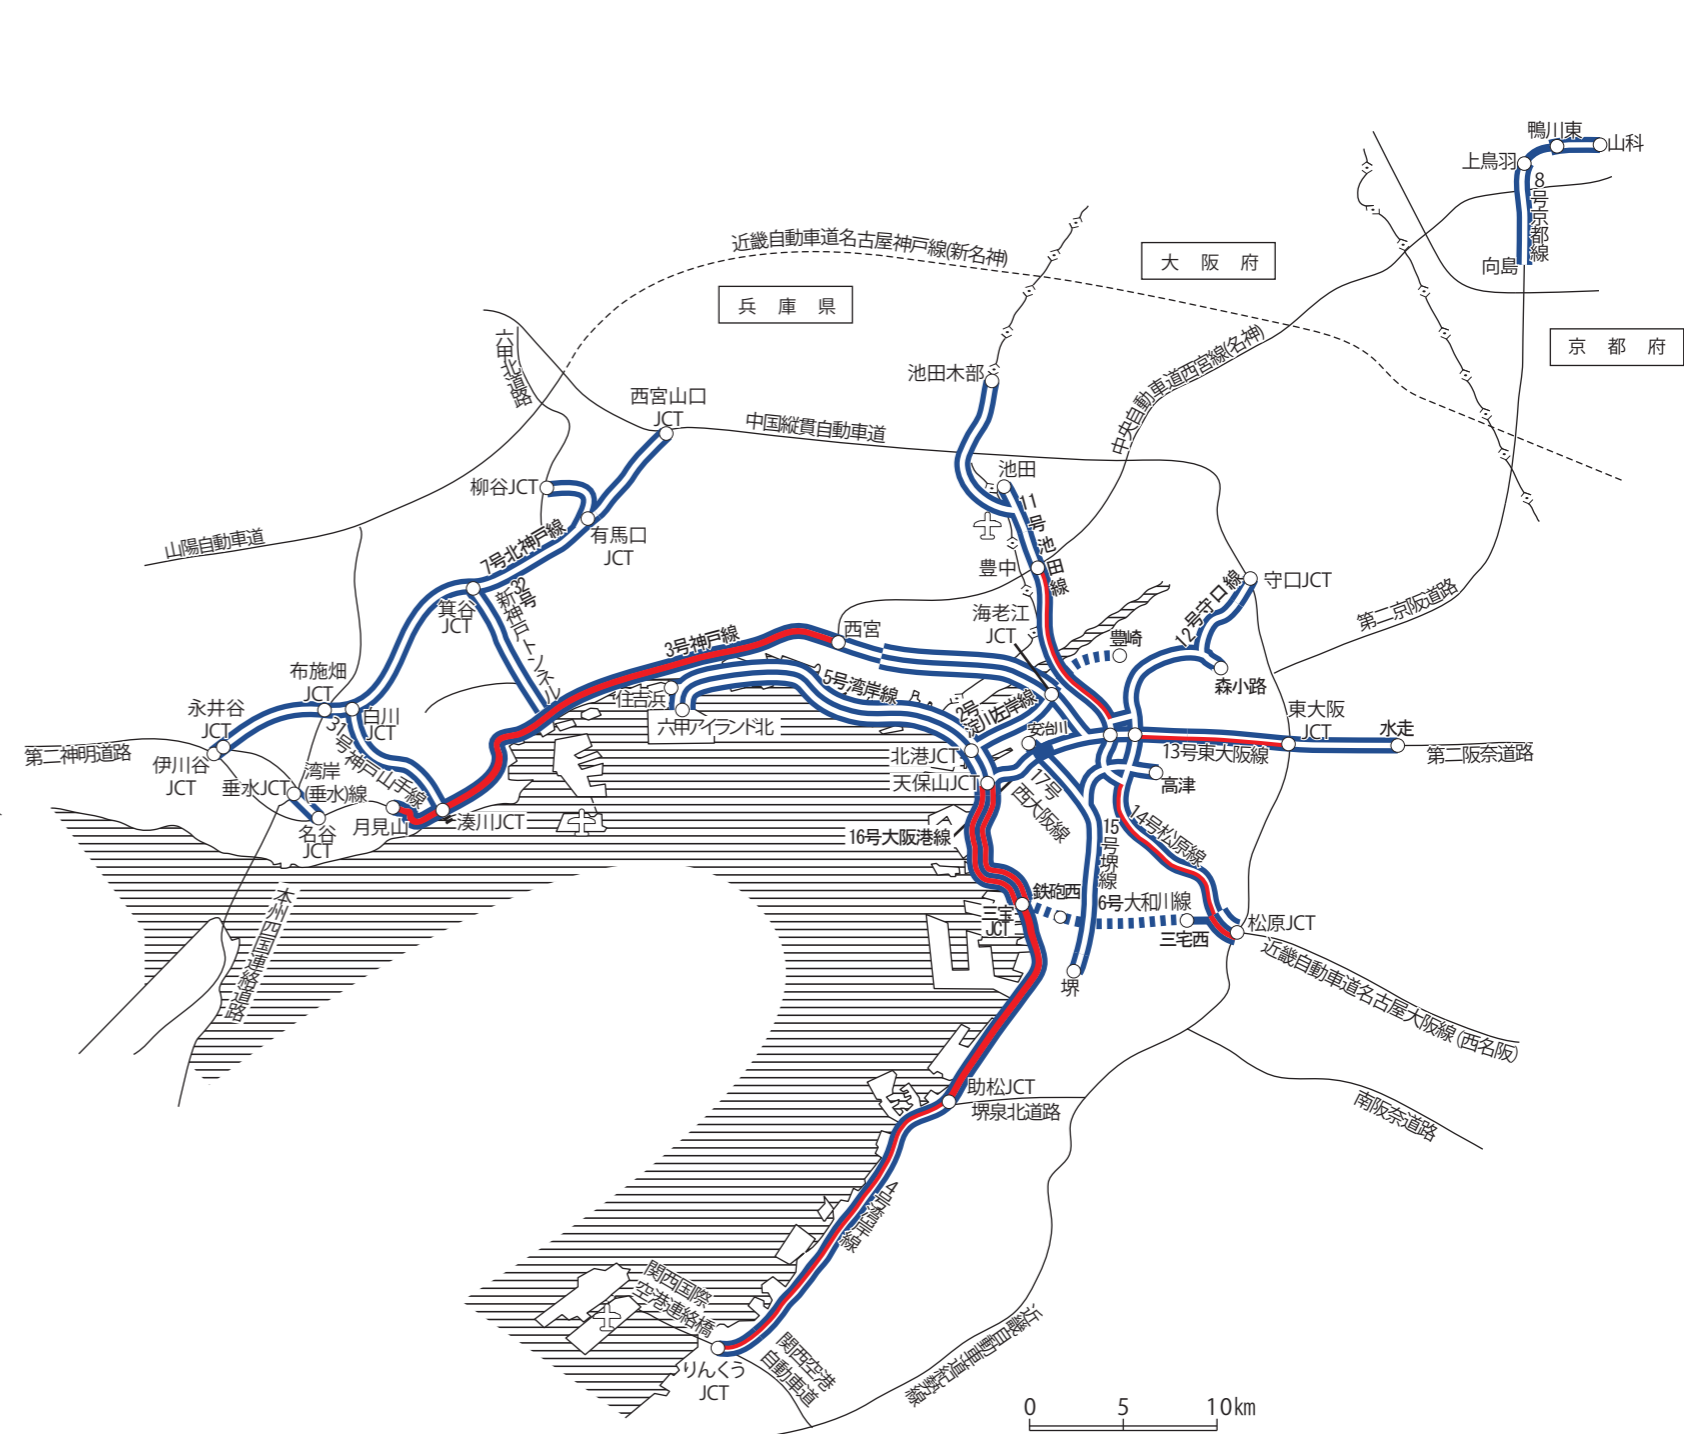 鴨川東
山科
上鳥羽
8号京都線
向島
近畿自動車道名古屋神戸線(新名神)
大阪府
兵庫県
京都府
六甲北道路
西宮山口
JCT
池田木部
中国縦貫自動車道
中央自動車道西宮線(名神)
柳谷JCT
池田
11号池田線
有馬口
JCT
山陽自動車道
7号北神戸線
豊中
守口JCT
32号
新神戸トンネル
箕谷
JCT
海老江
JCT
12号守口線
第二京阪道路
3号神戸線
西宮
豊崎
森小路
布施畑
JCT
住吉浜
5号湾岸線
六甲アイランド北
2号
淀川左岸線
永井谷
JCT
白川
JCT
31号神戸山手線
安治川
東大阪
JCT
水走
第二神明道路
伊川谷
JCT
北港JCT
13号東大阪線
第二阪奈道路
垂水JCT
湾岸
(垂水)線
天保山JCT
17号
西大阪線
高津
名谷
JCT
月見山
湊川JCT
16号大阪港線
15号堺線
14号松原線
本州四国連絡道路
鉄砲西
三宝
JCT
6号大和川線
三宅西
松原JCT
堺
近畿自動車道名古屋大阪線(西名阪)
助松JCT
堺泉北道路
南阪奈道路
4号湾岸線
関西国際
空港連絡橋
りんくう
JCT
関西空港
自動車道
近畿自動車道松原那智勝浦線
0 5 10km